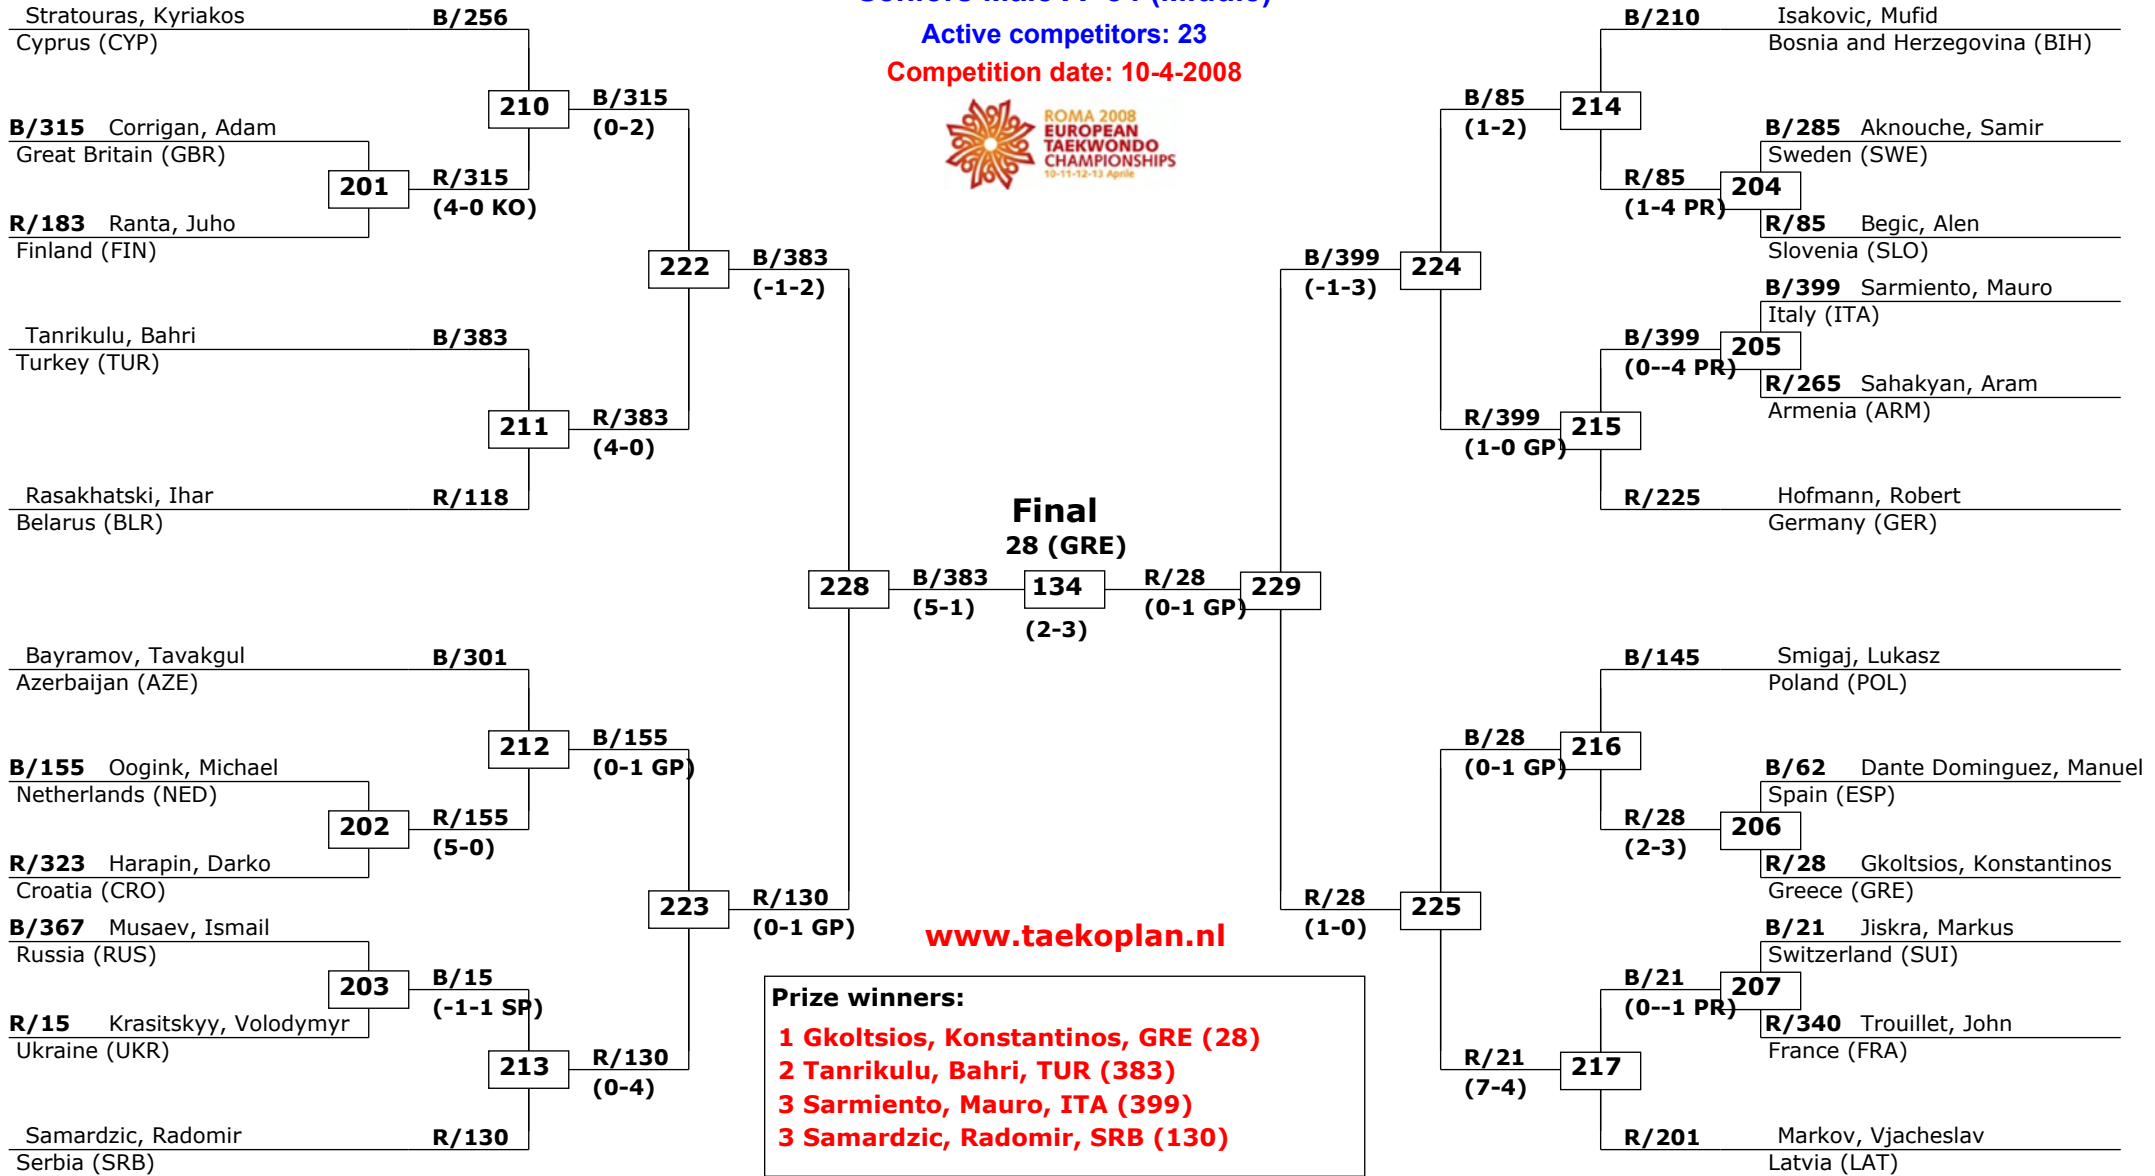 Active competitors: 23
Competition date: 10-4-2008
ROMA 2008
EUROPEAN
TAEKWONDO
CHAMPIONSHIPS
10-11-12-13 Aprile
Stratouras, Kyriakos B/256
Cyprus (CYP)
210 B/315
(0-2)
B/315 Corrigan, Adam
Great Britain (GBR)
201 R/315
(4-0 KO)
R/183 Ranta, Juho
Finland (FIN)
222 B/383
(-1-2)
Tanrikulu, Bahri B/383
Turkey (TUR)
211 R/383
(4-0)
Rasakhatski, Ihar R/118
Belarus (BLR)
228 B/383
(5-1)
Bayramov, Tavakgul B/301
Azerbaijan (AZE)
212 B/155
(0-1 GP)
B/155 Oogink, Michael
Netherlands (NED)
202 R/155
(5-0)
R/323 Harapin, Darko
Croatia (CRO)
223 R/130
(0-1 GP)
B/367 Musaev, Ismail
Russia (RUS)
203 B/15
(-1-1 SP)
R/15 Krasitskyy, Volodymyr
Ukraine (UKR)
213 R/130
(0-4)
Samardzic, Radomir R/130
Serbia (SRB)
Final
28 (GRE)
134
(2-3)
B/210 Isakovic, Mufid
Bosnia and Herzegovina (BIH)
B/85 214
(1-2)
B/285 Aknouche, Samir
Sweden (SWE)
R/85 204
(1-4 PR)
R/85 Begic, Alen
Slovenia (SLO)
B/399 224
(-1-3)
B/399 Sarmiento, Mauro
Italy (ITA)
B/399 205
(0--4 PR)
R/265 Sahakyan, Aram
Armenia (ARM)
R/399 215
(1-0 GP)
R/225 Hofmann, Robert
Germany (GER)
R/28 229
(0-1 GP)
B/145 Smigaj, Lukasz
Poland (POL)
B/28 216
(0-1 GP)
B/62 Dante Dominguez, Manuel
Spain (ESP)
R/28 206
(2-3)
R/28 Gkoltsios, Konstantinos
Greece (GRE)
R/28 225
(1-0)
B/21 Jiskra, Markus
Switzerland (SUI)
B/21 207
(0--1 PR)
R/340 Trouillet, John
France (FRA)
R/21 217
(7-4)
R/201 Markov, Vjacheslav
Latvia (LAT)
www.taekoplan.nl
Prize winners:
1 Gkoltsios, Konstantinos, GRE (28)
2 Tanrikulu, Bahri, TUR (383)
3 Sarmiento, Mauro, ITA (399)
3 Samardzic, Radomir, SRB (130)